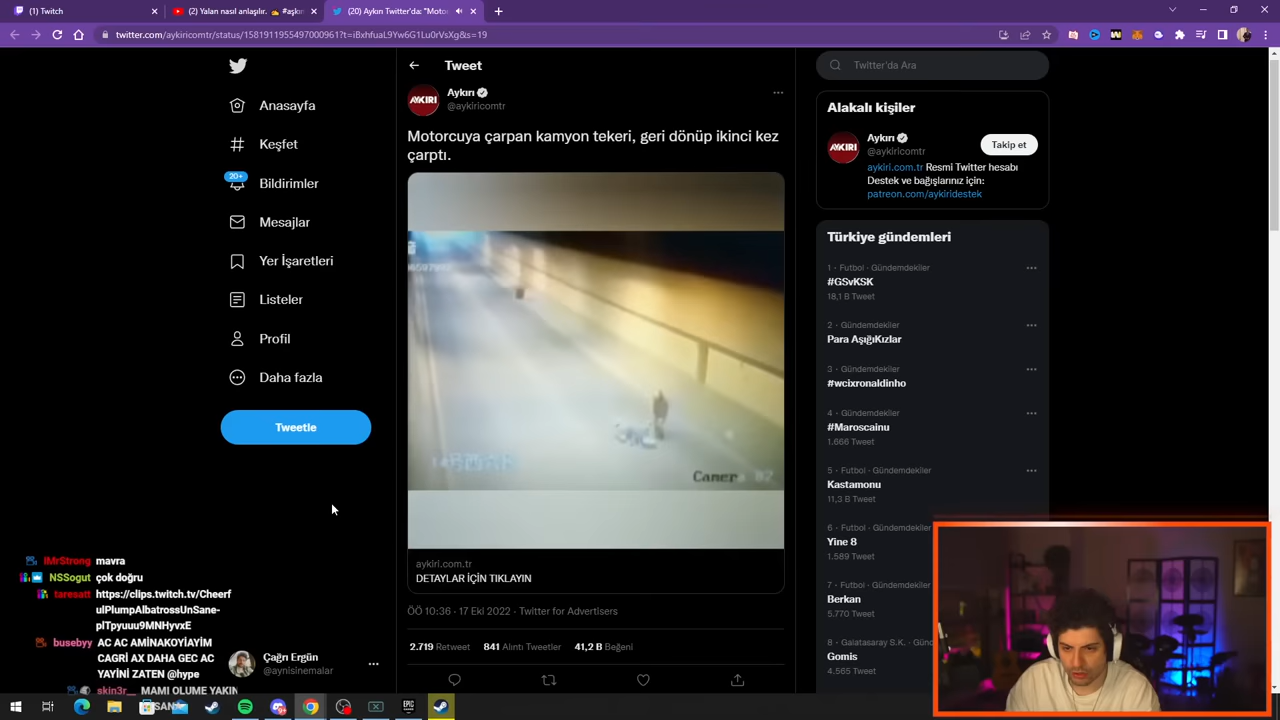 (1) Twitch
(2) Yalan nasıl anlaşılır.
(20) Aykırı Twitter'da: "Motor
twitter.com/aykiricomtr/status/1581911955497000961?t=iBxhfuaL9Yw6G1Lu0rVsXg&s=19
Anasayfa
Keşfet
20+
Bildirimler
Mesajlar
Yer İşaretleri
Listeler
Profil
Daha fazla
Tweetle
Tweet
AYKIRI
Aykırı
@aykiricomtr
Motorcuya çarpan kamyon tekeri, geri dönüp ikinci kez
çarptı.
aykiri.com.tr
DETAYLAR İÇİN TIKLAYIN
ÖÖ 10:36 · 17 Eki 2022 · Twitter for Advertisers
2.719 Retweet 841 Alıntı Tweetler 41,2 B Beğeni
Twitter'da Ara
Alakalı kişiler
AYKIRI
Aykırı
@aykiricomtr
Takip et
aykiri.com.tr Resmi Twitter hesabı
Destek ve bağışlarınız için:
patreon.com/aykiridestek
Türkiye gündemleri
1 · Futbol · Gündemdekiler
#GSvKSK
18,1 B Tweet
2 · Gündemdekiler
Para AşığıKızlar
3 · Gündemdekiler
#wcixronaldinho
4 · Gündemdekiler
#Maroscainu
1.666 Tweet
5 · Futbol · Gündemdekiler
Kastamonu
11,3 B Tweet
6 · Futbol · Gündemdekiler
Yine 8
1.589 Tweet
7 · Futbol · Gündemdekiler
Berkan
5.770 Tweet
8 · Galatasaray S.K. · Günd
Gomis
4.565 Tweet
IMrStrong mavra
NSSogut çok doğru
taresatt https://clips.twitch.tv/Cheerf
ulPlumpAlbatrossUnSane-
plTpyuuu9MNHyvxE
busebyy AC AC AMİNAKOYİAYİM
CAGRİ AX DAHA GEC AC
YAYİNİ ZATEN @hype
skin3r__ MAMI OLUME YAKIN
Çağrı Ergün
@aynisinemalar
EPIC